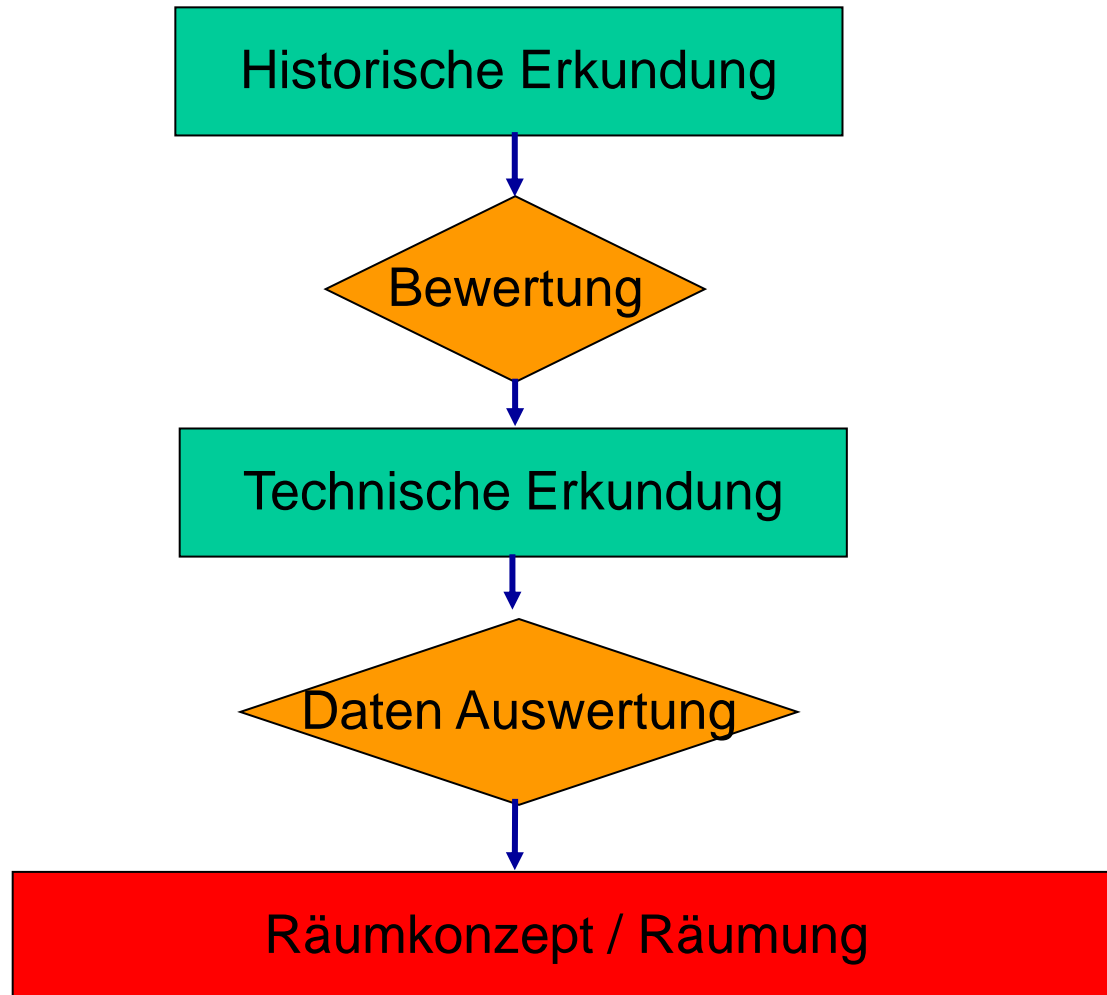 Historische Erkundung
Bewertung
Technische Erkundung
Daten Auswertung
Räumkonzept / Räumung